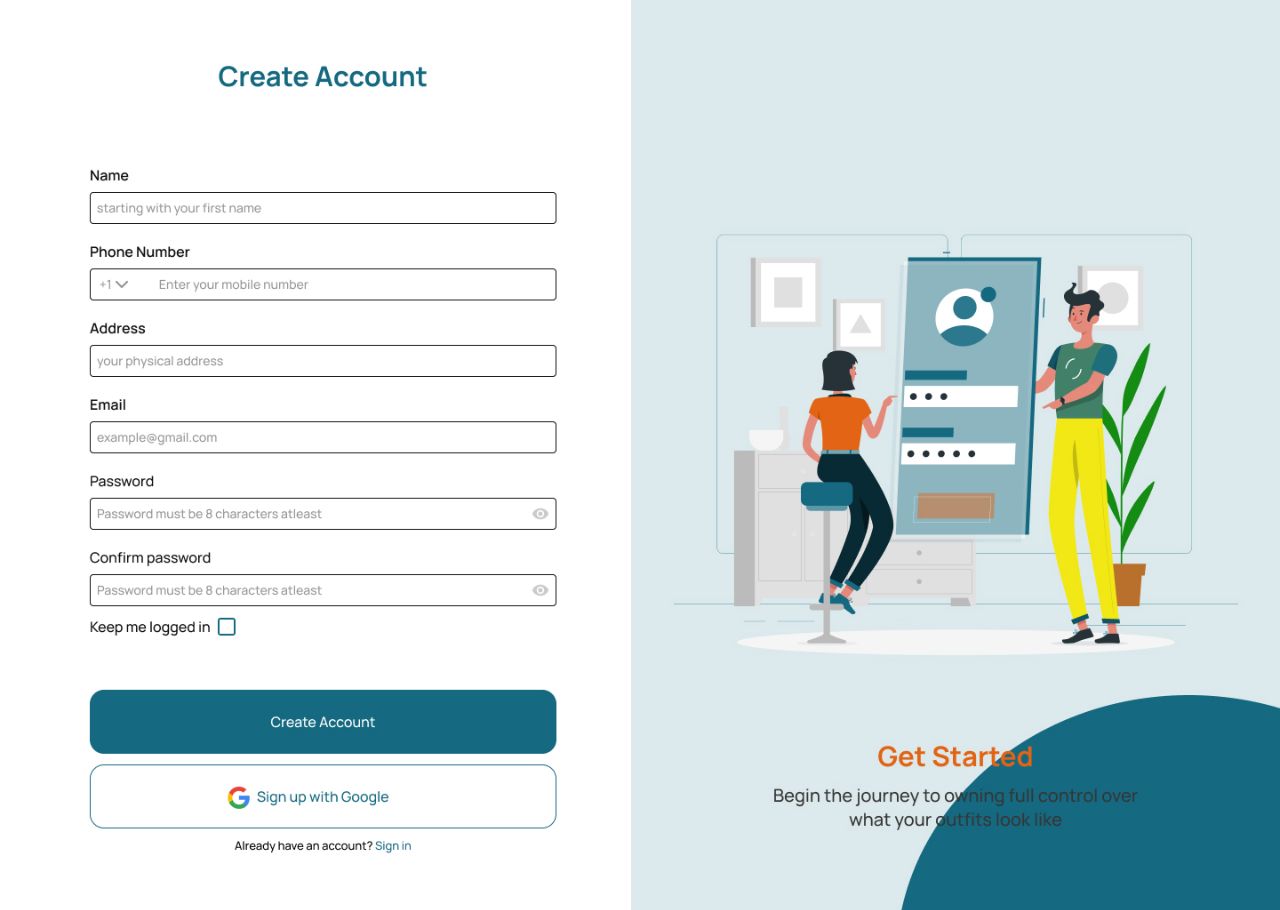 Create Account
Name
starting with your first name
Phone Number
+1 Enter your mobile number
Address
your physical address
Email
example@gmail.com
Password
Password must be 8 characters atleast
Confirm password
Password must be 8 characters atleast
Keep me logged in
Create Account
Sign up with Google
Already have an account? Sign in
Get Started
Begin the journey to owning full control over
what your outfits look like